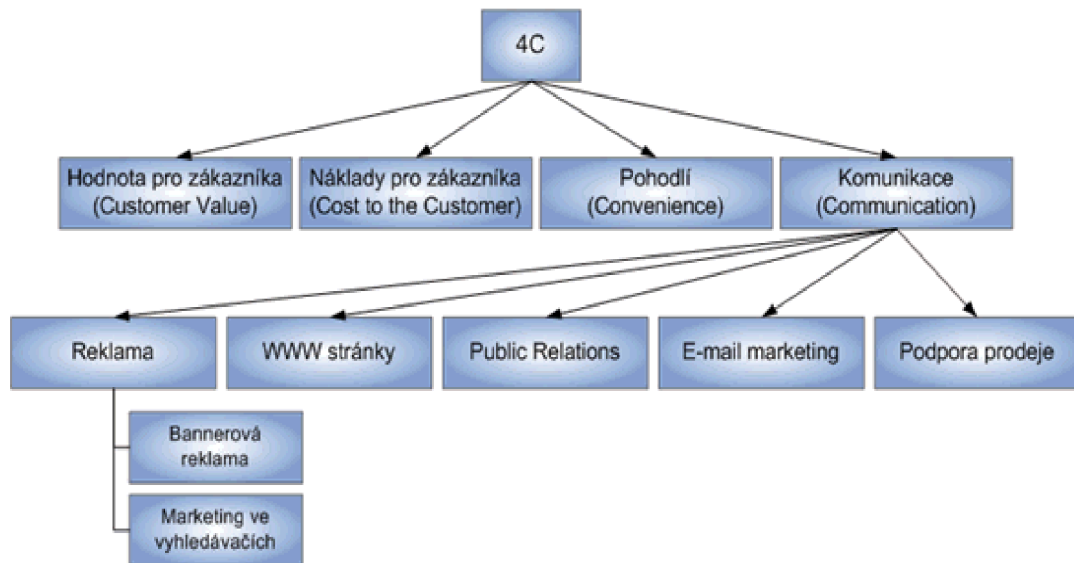 4C
Hodnota pro zákazníka
(Customer Value)
Náklady pro zákazníka
(Cost to the Customer)
Pohodlí
(Convenience)
Komunikace
(Communication)
Reklama
WWW stránky
Public Relations
E-mail marketing
Podpora prodeje
Bannerová
reklama
Marketing ve
vyhledávačích